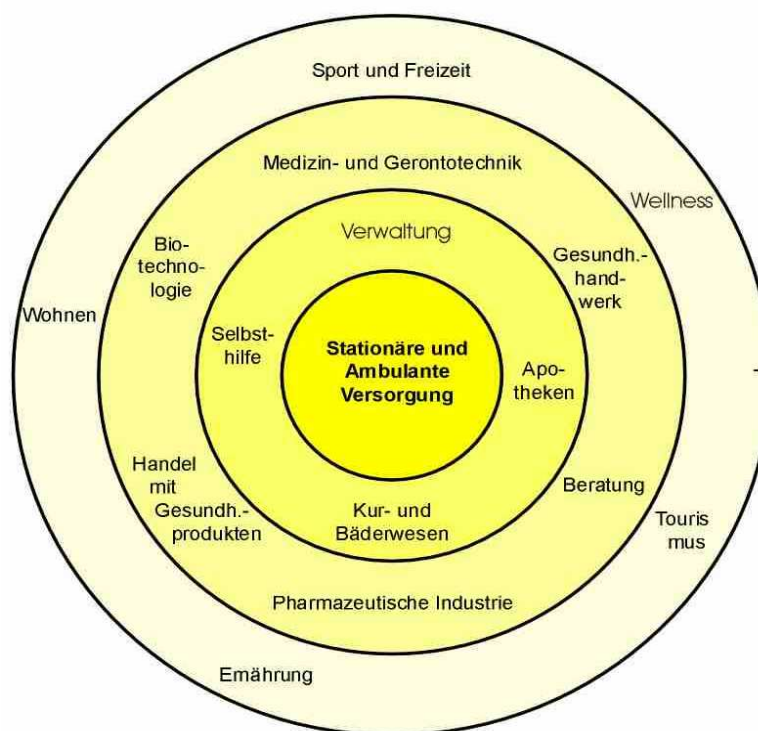 Sport und Freizeit
Medizin- und Gerontotechnik
Wellness
Verwaltung
Bio-
techno-
logie
Gesundh.-
hand-
werk
Wohnen
Selbst-
hilfe
Stationäre und
Ambulante
Versorgung
Apo-
theken
Handel
mit
Gesundh.-
produkten
Kur- und
Bäderwesen
Beratung
Touris
mus
Pharmazeutische Industrie
Ernährung